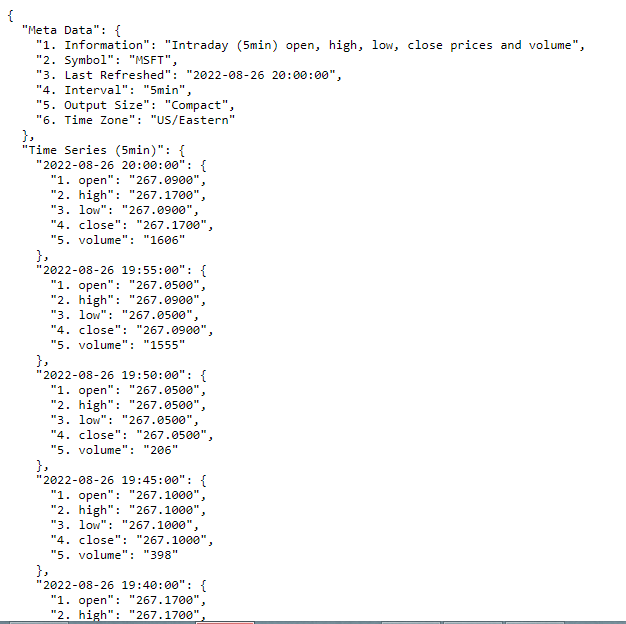 {
"Meta Data": {
"1. Information": "Intraday (5min) open, high, low, close prices and volume",
"2. Symbol": "MSFT",
"3. Last Refreshed": "2022-08-26 20:00:00",
"4. Interval": "5min",
"5. Output Size": "Compact",
"6. Time Zone": "US/Eastern"
},
"Time Series (5min)": {
"2022-08-26 20:00:00": {
"1. open": "267.0900",
"2. high": "267.1700",
"3. low": "267.0900",
"4. close": "267.1700",
"5. volume": "1606"
},
"2022-08-26 19:55:00": {
"1. open": "267.0500",
"2. high": "267.0900",
"3. low": "267.0500",
"4. close": "267.0900",
"5. volume": "1555"
},
"2022-08-26 19:50:00": {
"1. open": "267.0500",
"2. high": "267.0500",
"3. low": "267.0500",
"4. close": "267.0500",
"5. volume": "206"
},
"2022-08-26 19:45:00": {
"1. open": "267.1000",
"2. high": "267.1000",
"3. low": "267.1000",
"4. close": "267.1000",
"5. volume": "398"
},
"2022-08-26 19:40:00": {
"1. open": "267.1700",
"2. high": "267.1700",